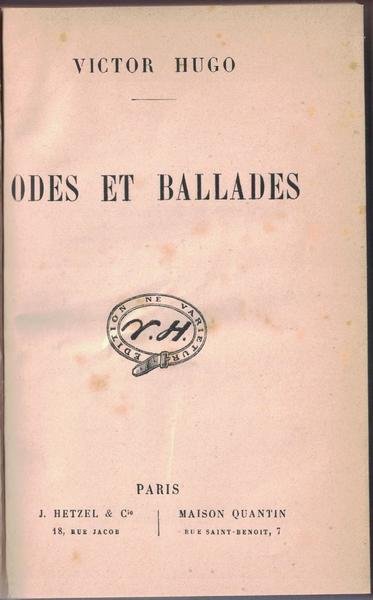 VICTOR HUGO
ODES ET BALLADES
EDITION NE VARIETUR
V.H.
PARIS
J. HETZEL & Cie
18, RUE JACOB
MAISON QUANTIN
RUE SAINT-BENOIT, 7